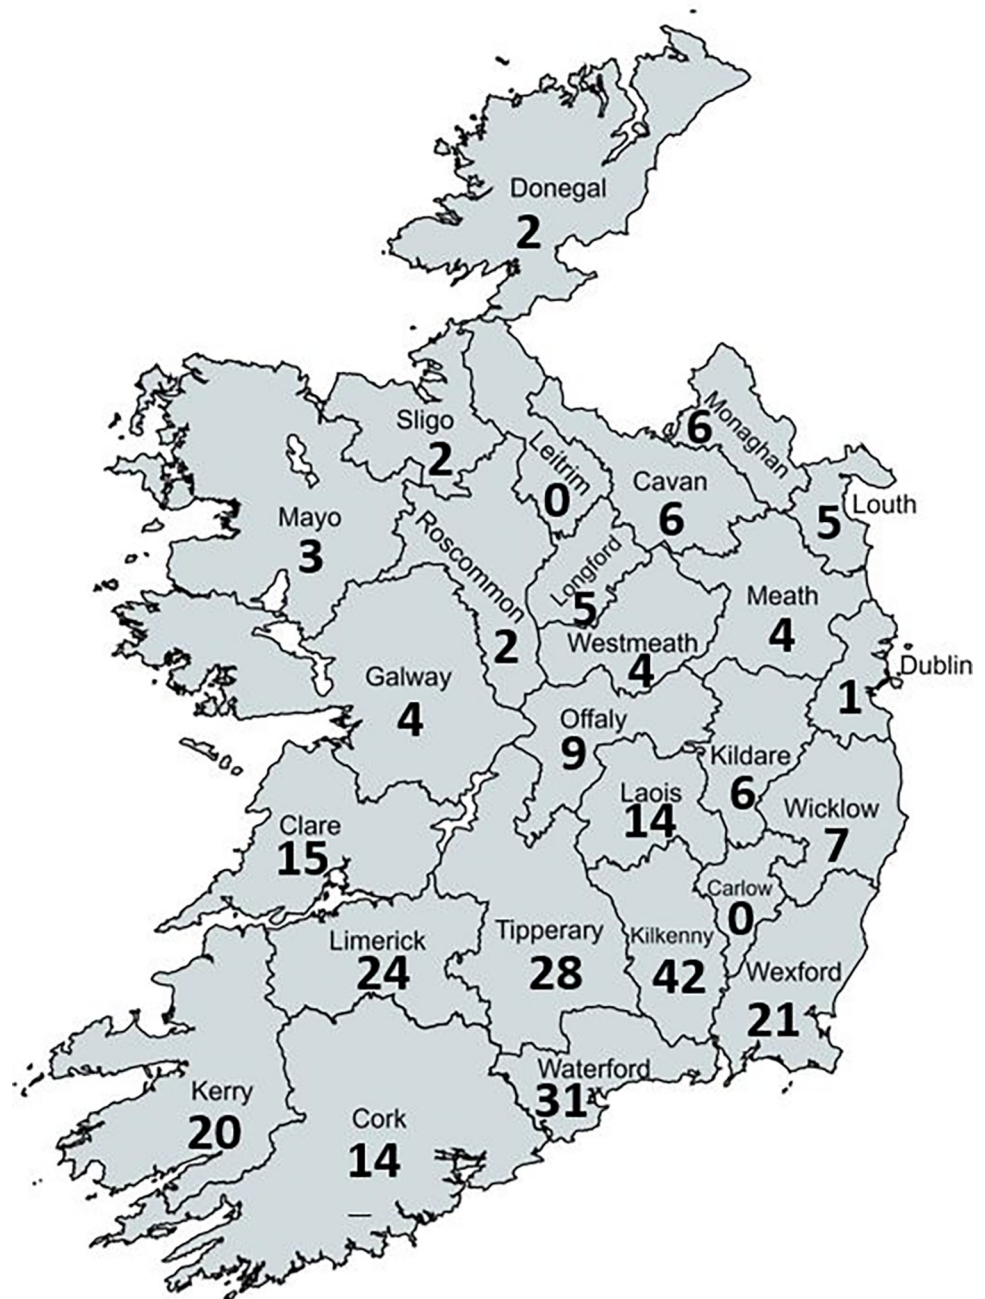 Donegal
2
Monaghan
6
Sligo
2
Leitrim
0
Cavan
6
Louth
5
Mayo
3
Roscommon
2
Longford
5
Meath
4
Westmeath
4
Dublin
1
Galway
4
Offaly
9
Kildare
6
Laois
14
Wicklow
7
Clare
15
Carlow
0
Limerick
24
Tipperary
28
Kilkenny
42
Wexford
21
Waterford
31
Kerry
20
Cork
14